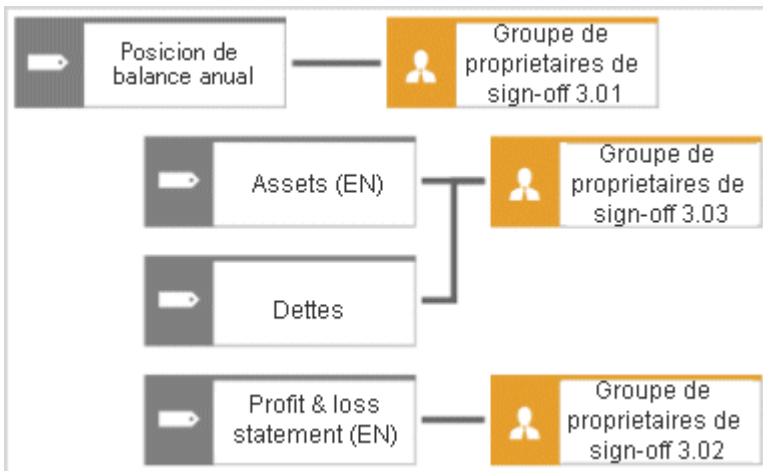 Posicion de
balance anual
Groupe de
proprietaires de
sign-off 3.01
Assets (EN)
Groupe de
proprietaires de
sign-off 3.03
Dettes
Profit & loss
statement (EN)
Groupe de
proprietaires de
sign-off 3.02